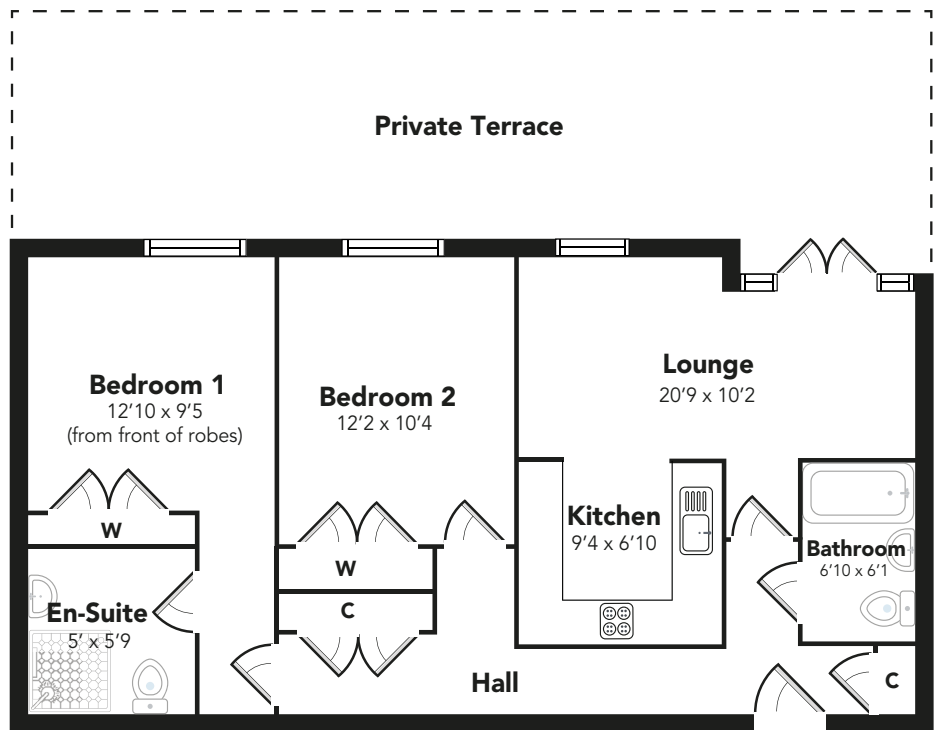 Private Terrace
Bedroom 1
12’10 x 9’5
(from front of robes)
Bedroom 2
12’2 x 10’4
Lounge
20’9 x 10’2
W
W
C
Kitchen
9’4 x 6’10
Bathroom
6’10 x 6’1
En-Suite
5’ x 5’9
Hall
C